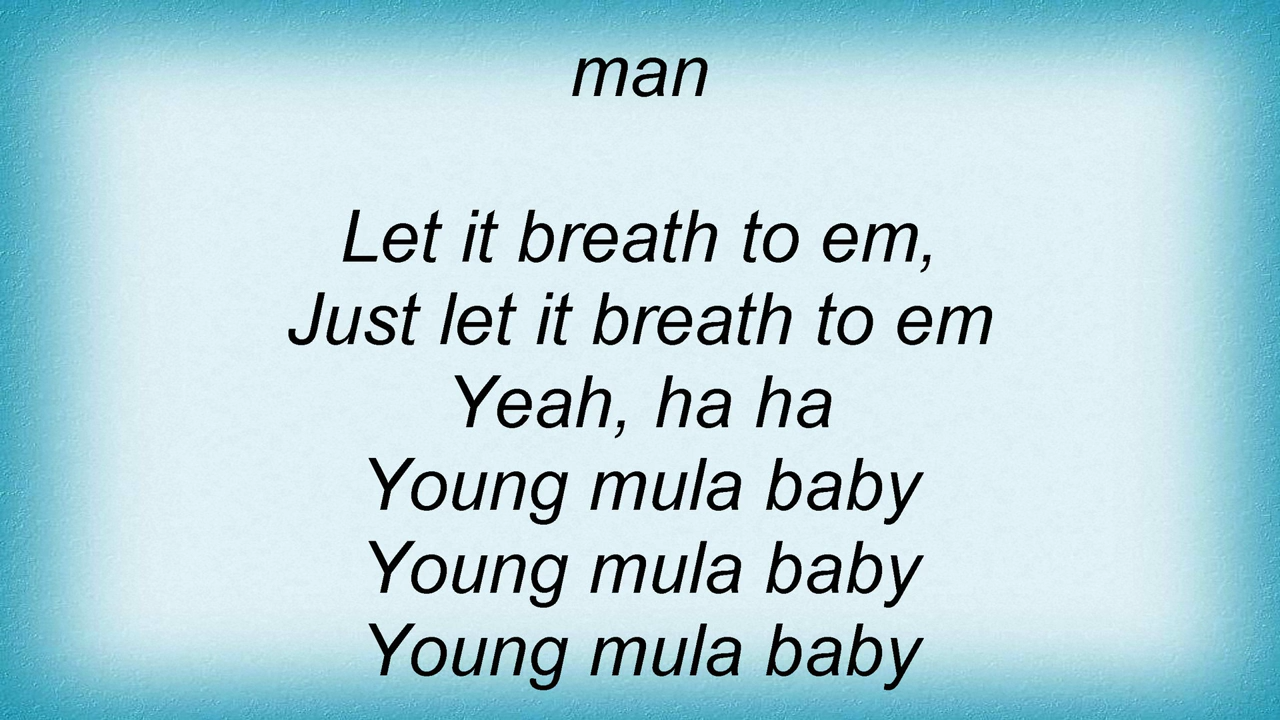 man
Let it breath to em,
Just let it breath to em
Yeah, ha ha
Young mula baby
Young mula baby
Young mula baby